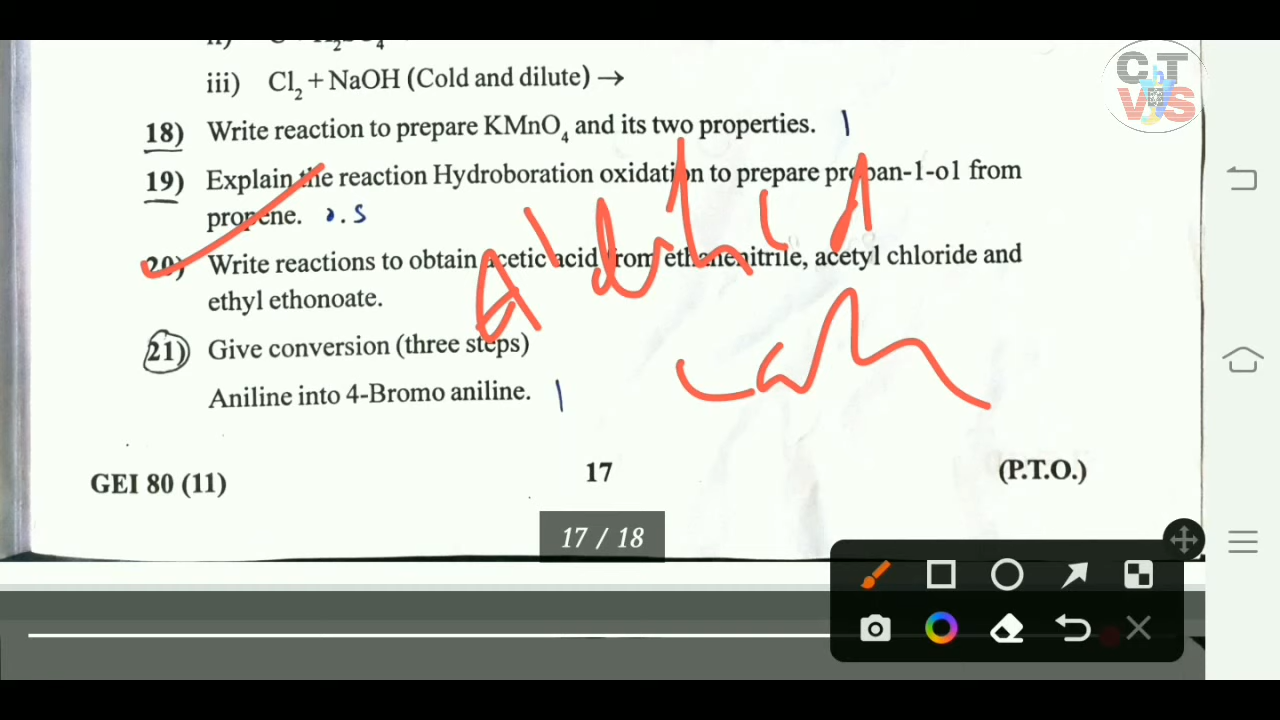 iii) Cl₂ + NaOH (Cold and dilute) →
18) Write reaction to prepare KMnO₄ and its two properties. 1
19) Explain the reaction Hydroboration oxidation to prepare propan-1-o1 from
propene.
20) Write reactions to obtain acetic acid from ethanenitrile, acetyl chloride and
ethyl ethonoate.
21) Give conversion (three steps)
Aniline into 4-Bromo aniline. 1
GEI 80 (11) 17 (P.T.O.)
17 / 18